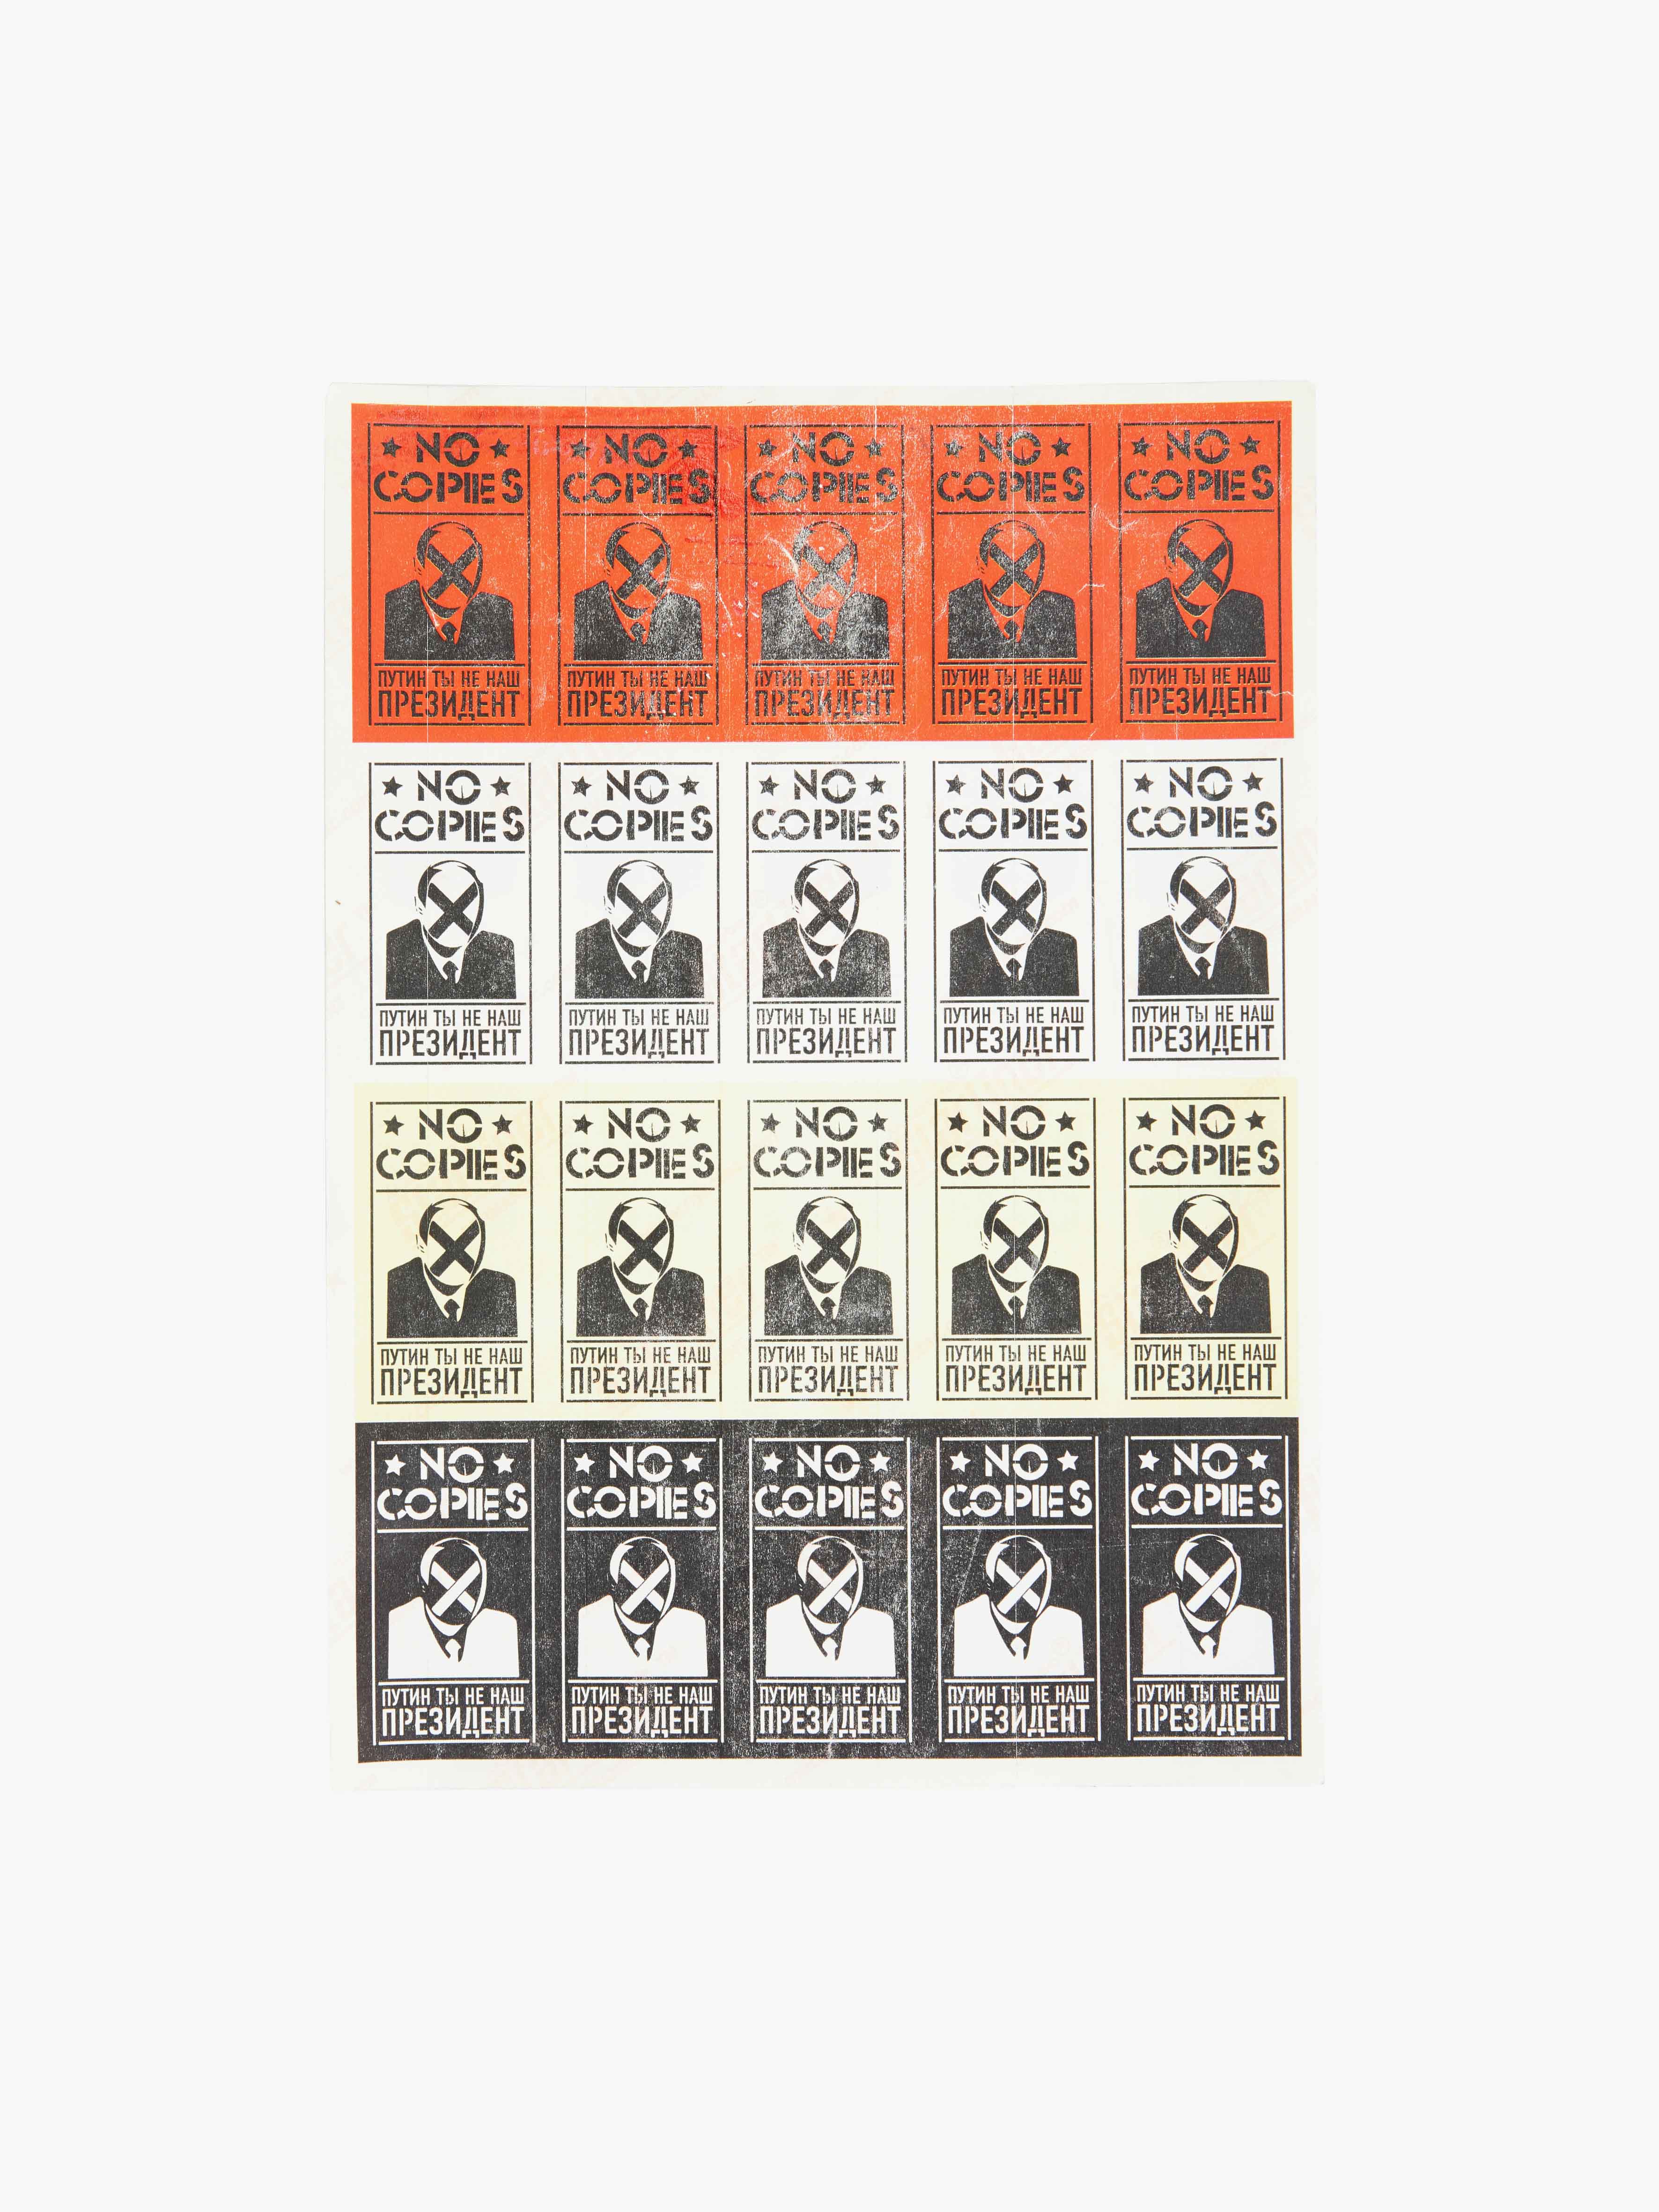 NO
COPIES
ПУТИН ТЫ НЕ НАШ
ПРЕЗИДЕНТ
NO
COPIES
ПУТИН ТЫ НЕ НАШ
ПРЕЗИДЕНТ
NO
COPIES
ПУТИН ТЫ НЕ НАШ
ПРЕЗИДЕНТ
NO
COPIES
ПУТИН ТЫ НЕ НАШ
ПРЕЗИДЕНТ
NO
COPIES
ПУТИН ТЫ НЕ НАШ
ПРЕЗИДЕНТ
NO
COPIES
ПУТИН ТЫ НЕ НАШ
ПРЕЗИДЕНТ
NO
COPIES
ПУТИН ТЫ НЕ НАШ
ПРЕЗИДЕНТ
NO
COPIES
ПУТИН ТЫ НЕ НАШ
ПРЕЗИДЕНТ
NO
COPIES
ПУТИН ТЫ НЕ НАШ
ПРЕЗИДЕНТ
NO
COPIES
ПУТИН ТЫ НЕ НАШ
ПРЕЗИДЕНТ
NO
COPIES
ПУТИН ТЫ НЕ НАШ
ПРЕЗИДЕНТ
NO
COPIES
ПУТИН ТЫ НЕ НАШ
ПРЕЗИДЕНТ
NO
COPIES
ПУТИН ТЫ НЕ НАШ
ПРЕЗИДЕНТ
NO
COPIES
ПУТИН ТЫ НЕ НАШ
ПРЕЗИДЕНТ
NO
COPIES
ПУТИН ТЫ НЕ НАШ
ПРЕЗИДЕНТ
NO
COPIES
ПУТИН ТЫ НЕ НАШ
ПРЕЗИДЕНТ
NO
COPIES
ПУТИН ТЫ НЕ НАШ
ПРЕЗИДЕНТ
NO
COPIES
ПУТИН ТЫ НЕ НАШ
ПРЕЗИДЕНТ
NO
COPIES
ПУТИН ТЫ НЕ НАШ
ПРЕЗИДЕНТ
NO
COPIES
ПУТИН ТЫ НЕ НАШ
ПРЕЗИДЕНТ